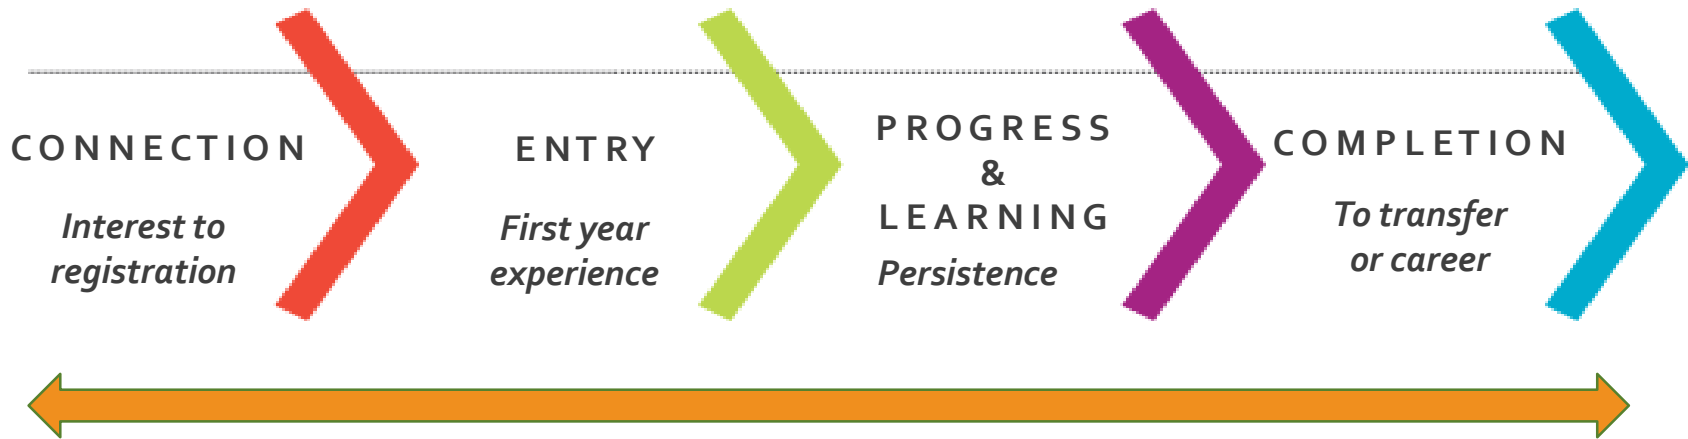 CONNECTION
Interest to
registration
ENTRY
First year
experience
PROGRESS
&
LEARNING
Persistence
COMPLETION
To transfer
or career